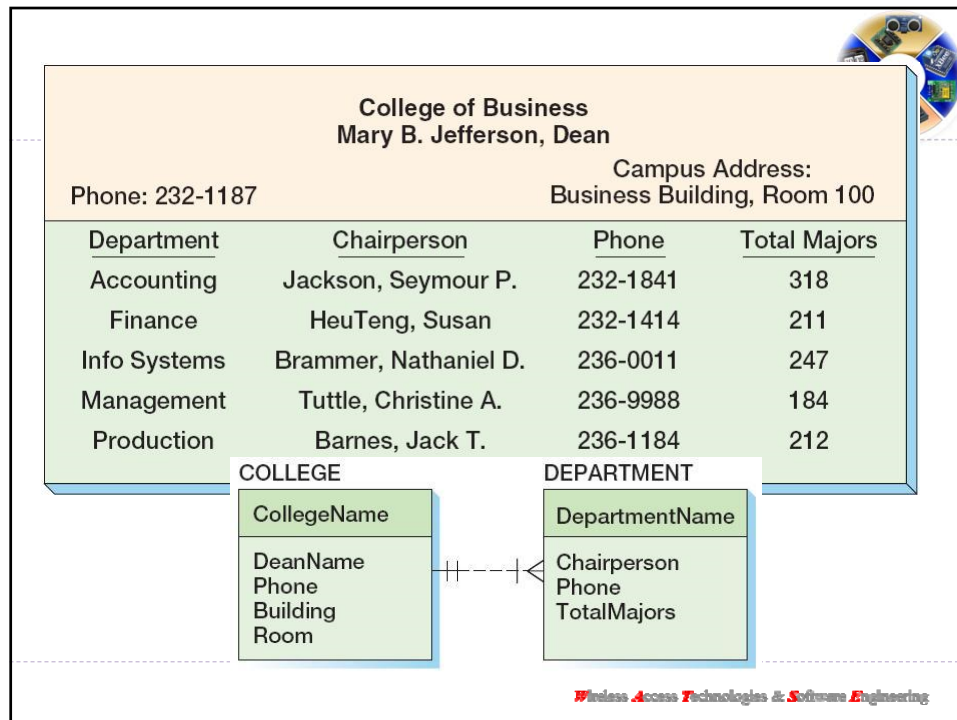 College of Business
Mary B. Jefferson, Dean
Campus Address:
Phone: 232-1187 Business Building, Room 100
Department Chairperson Phone Total Majors
Accounting Jackson, Seymour P. 232-1841 318
Finance HeuTeng, Susan 232-1414 211
Info Systems Brammer, Nathaniel D. 236-0011 247
Management Tuttle, Christine A. 236-9988 184
Production Barnes, Jack T. 236-1184 212
COLLEGE DEPARTMENT
CollegeName DepartmentName
DeanName Chairperson
Phone Phone
Building TotalMajors
Room
Wireless Access Technologies & Software Engineering